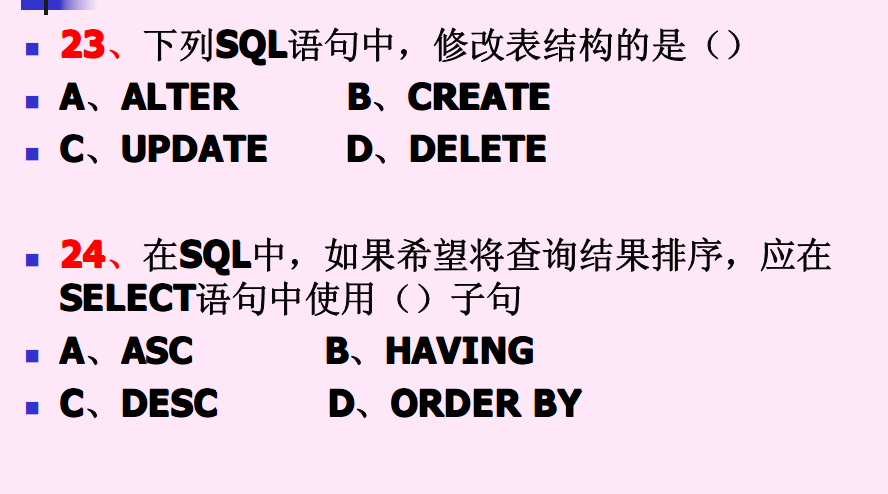 23、下列SQL语句中，修改表结构的是（）
A、ALTER B、CREATE
C、UPDATE D、DELETE
24、在SQL中，如果希望将查询结果排序，应在
SELECT语句中使用（）子句
A、ASC B、HAVING
C、DESC D、ORDER BY